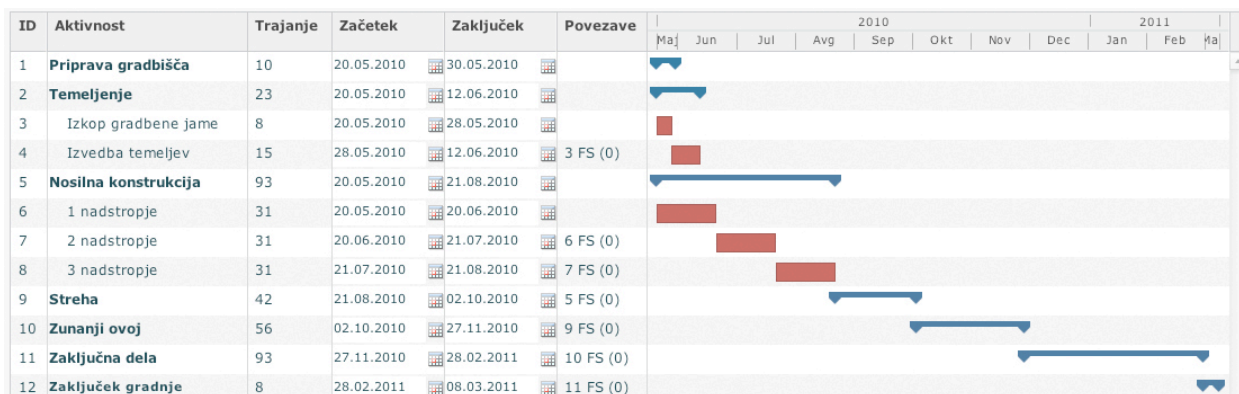 ID Aktivnost Trajanje Začetek Zaključek Povezave 2010 2011
Maj Jun Jul Avg Sep Okt Nov Dec Jan Feb Ma
1 Priprava gradbišča 10 20.05.2010 30.05.2010
2 Temeljenje 23 20.05.2010 12.06.2010
3 Izkop gradbene jame 8 20.05.2010 28.05.2010
4 Izvedba temeljev 15 28.05.2010 12.06.2010 3 FS (0)
5 Nosilna konstrukcija 93 20.05.2010 21.08.2010
6 1 nadstropje 31 20.05.2010 20.06.2010
7 2 nadstropje 31 20.06.2010 21.07.2010 6 FS (0)
8 3 nadstropje 31 21.07.2010 21.08.2010 7 FS (0)
9 Streha 42 21.08.2010 02.10.2010 5 FS (0)
10 Zunanji ovoj 56 02.10.2010 27.11.2010 9 FS (0)
11 Zaključna dela 93 27.11.2010 28.02.2011 10 FS (0)
12 Zaključek gradnje 8 28.02.2011 08.03.2011 11 FS (0)